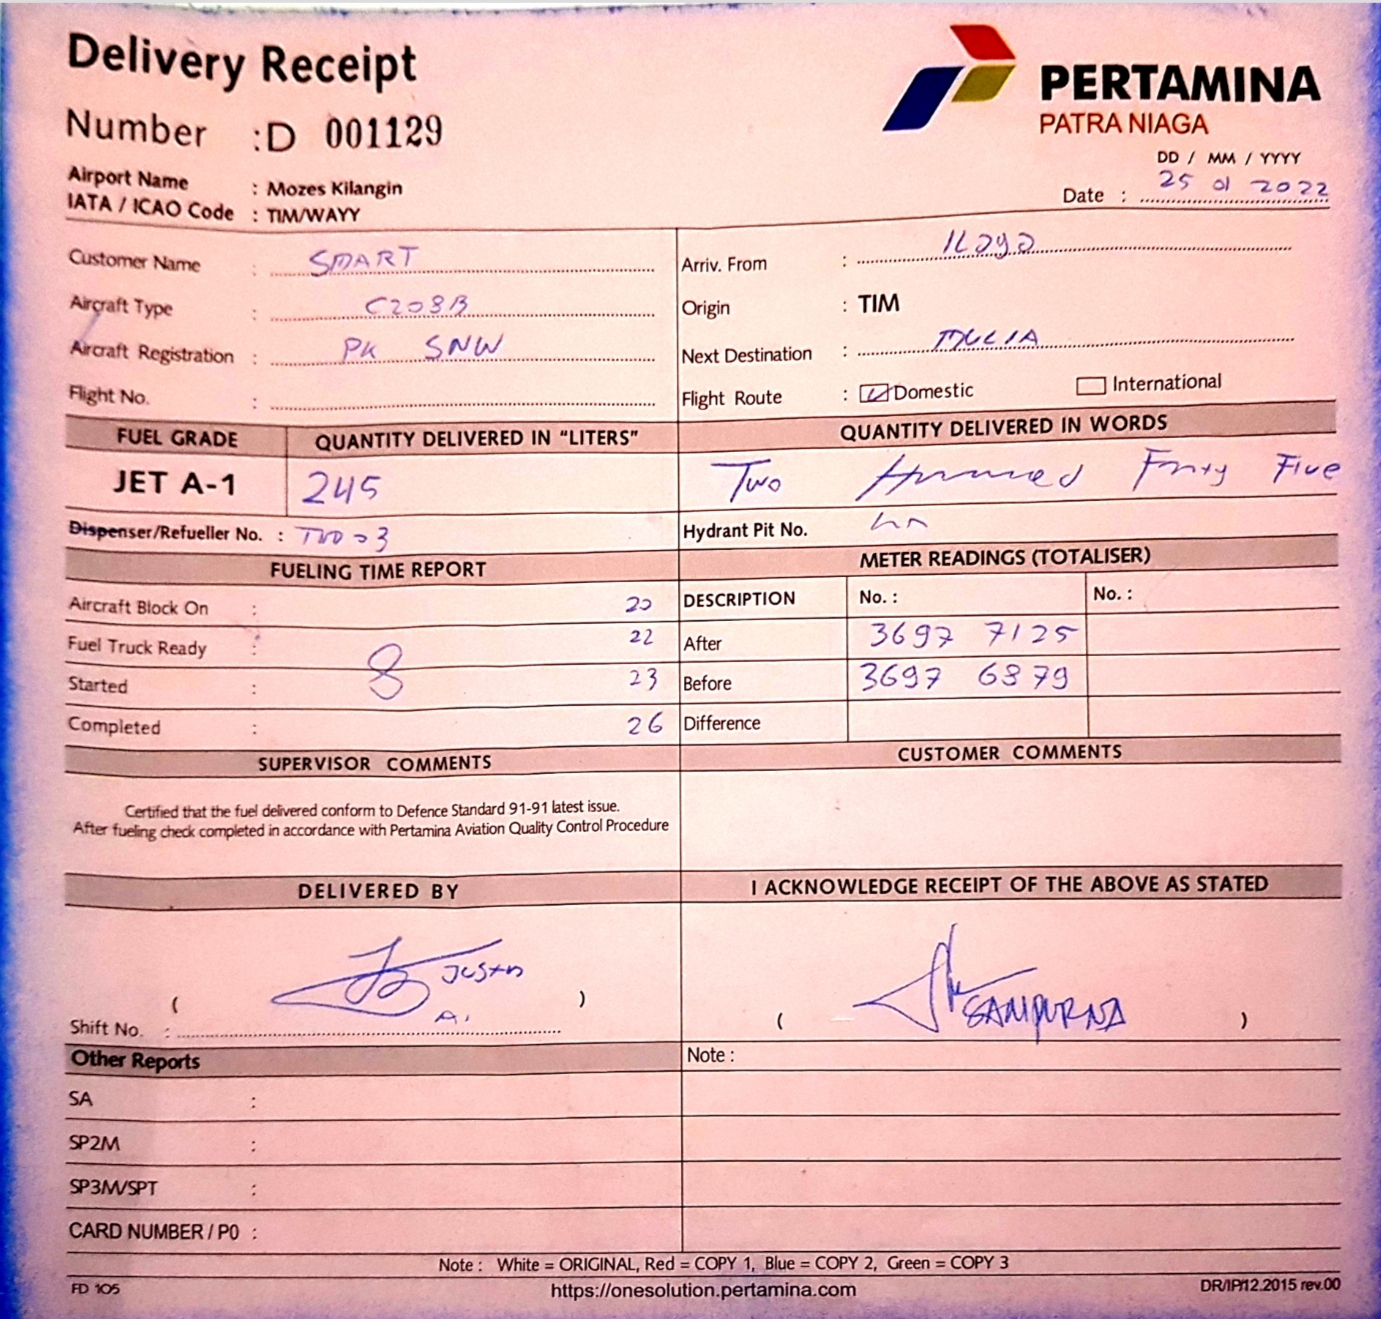 Delivery Receipt
PERTAMINA
PATRA NIAGA
Number : D 001129
DD / MM / YYYY
Airport Name : Mozes Kilangin
Date : 25 01 2022
IATA / ICAO Code : TIM/WAYY
Customer Name : SMART
Arriv. From :
Aircraft Type : C208B
Origin : TIM
Aircraft Registration : PK SNW
Next Destination :
Flight No. :
Flight Route : Domestic International
FUEL GRADE QUANTITY DELIVERED IN “LITERS” QUANTITY DELIVERED IN WORDS
JET A-1 245 Two Hundred Forty Five
Dispenser/Refueller No. :
Hydrant Pit No.
FUELING TIME REPORT METER READINGS (TOTALISER)
Aircraft Block On : 20
DESCRIPTION No. : No. :
Fuel Truck Ready : 22
After 3697 7125
8
Started : 23
Before 3697 6879
Completed : 26
Difference
SUPERVISOR COMMENTS CUSTOMER COMMENTS
Certified that the fuel delivered conform to Defence Standard 91-91 latest issue.
After fueling check completed in accordance with Pertamina Aviation Quality Control Procedure
DELIVERED BY I ACKNOWLEDGE RECEIPT OF THE ABOVE AS STATED
( )
( SAMPURNA )
Shift No. :
Other Reports
Note :
SA :
SP2M :
SP3M/SPT :
CARD NUMBER / P0 :
Note : White = ORIGINAL, Red = COPY 1, Blue = COPY 2, Green = COPY 3
FD 105 https://onesolution.pertamina.com DR/IP/12.2015 rev.00